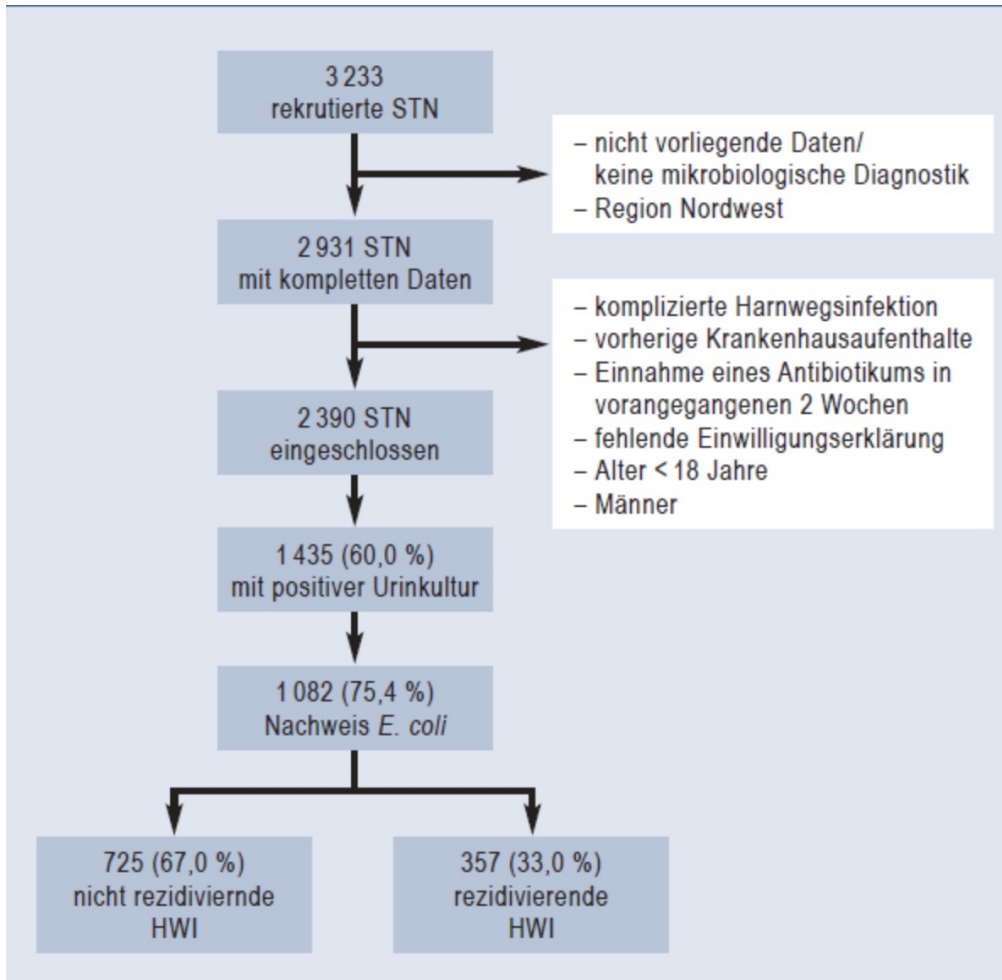 3 233
rekrutierte STN
– nicht vorliegende Daten/
keine mikrobiologische Diagnostik
– Region Nordwest
2 931 STN
mit kompletten Daten
– komplizierte Harnwegsinfektion
– vorherige Krankenhausaufenthalte
– Einnahme eines Antibiotikums in
vorangegangenen 2 Wochen
– fehlende Einwilligungserklärung
– Alter < 18 Jahre
– Männer
2 390 STN
eingeschlossen
1 435 (60,0 %)
mit positiver Urinkultur
1 082 (75,4 %)
Nachweis E. coli
725 (67,0 %)
nicht rezidiviernde
HWI
357 (33,0 %)
rezidivierende
HWI